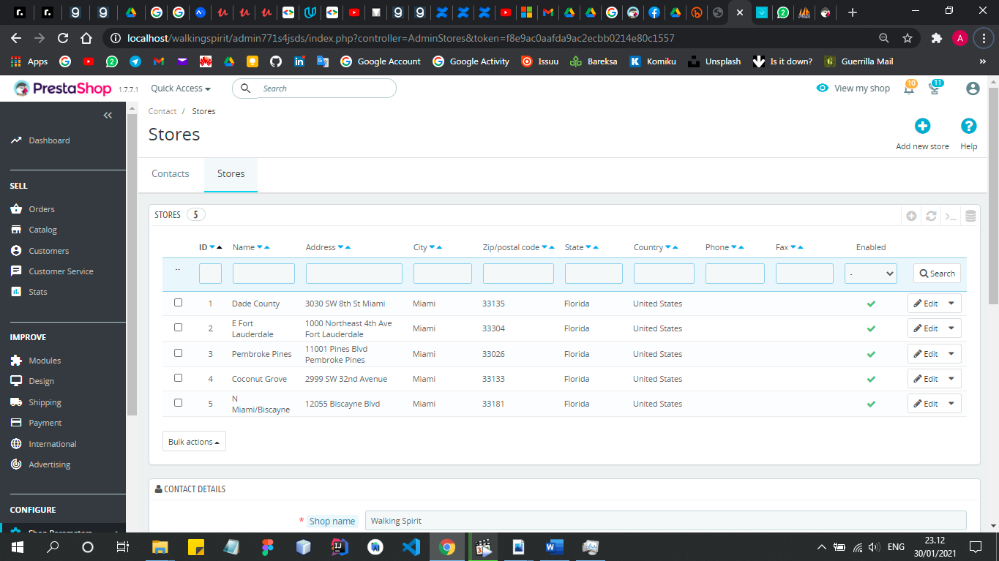 localhost/walkingspirit/admin771s4jsds/index.php?controller=AdminStores&token=f8e9ac0aafda9ac2ecbb0214e80c1557
A
Apps
Google Account
Google Activity
Issuu
Bareksa
Komiku
Unsplash
Is it down?
Guerrilla Mail
»
PrestaShop
1.7.7.1
Quick Access
Search
View my shop
10
11
Dashboard
SELL
Orders
Catalog
Customers
Customer Service
Stats
IMPROVE
Modules
Design
Shipping
Payment
International
Advertising
CONFIGURE
Shop Parameters
Contact / Stores
Stores
Add new store
Help
Contacts
Stores
STORES 5
ID Name Address City Zip/postal code State Country Phone Fax Enabled
-- - Search
1 Dade County 3030 SW 8th St Miami Miami 33135 Florida United States Edit
2 E Fort Lauderdale 1000 Northeast 4th Ave Fort Lauderdale Miami 33304 Florida United States Edit
3 Pembroke Pines 11001 Pines Blvd Pembroke Pines Miami 33026 Florida United States Edit
4 Coconut Grove 2999 SW 32nd Avenue Miami 33133 Florida United States Edit
5 N Miami/Biscayne 12055 Biscayne Blvd Miami 33181 Florida United States Edit
Bulk actions
CONTACT DETAILS
* Shop name Walking Spirit
ENG
23.12
30/01/2021